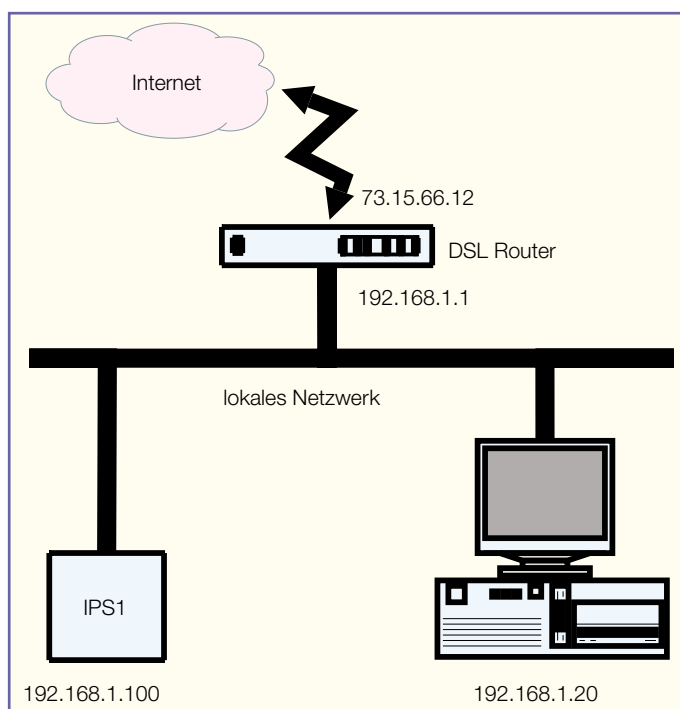 Internet
73.15.66.12
DSL Router
192.168.1.1
lokales Netzwerk
IPS1
192.168.1.100
192.168.1.20